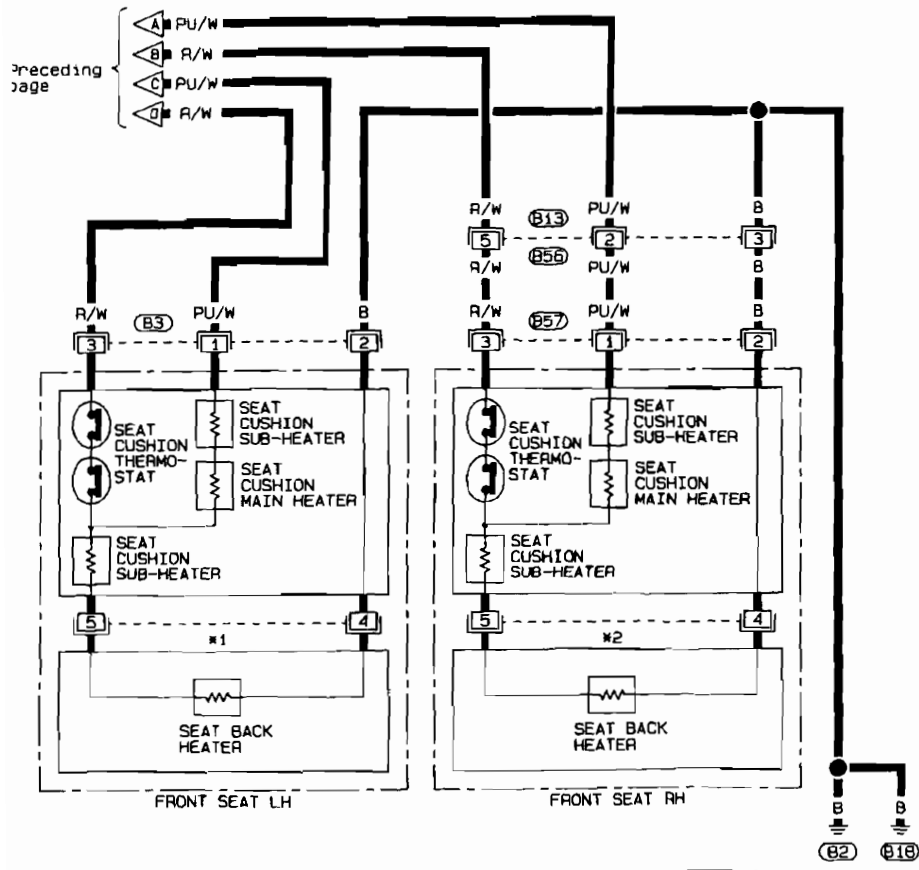 A PU/W
B R/W
Preceding
page
C PU/W
D R/W
R/W PU/W B
B13
5 2 3
B56
R/W PU/W B
R/W PU/W B R/W PU/W B
B3 B57
3 1 2 3 1 2
SEAT
CUSHION
SUB-HEATER
SEAT
CUSHION
THERMO-
STAT
SEAT
CUSHION
MAIN HEATER
SEAT
CUSHION
SUB-HEATER
5 4
*1
SEAT BACK
HEATER
FRONT SEAT LH
SEAT
CUSHION
SUB-HEATER
SEAT
CUSHION
THERMO-
STAT
SEAT
CUSHION
MAIN HEATER
SEAT
CUSHION
SUB-HEATER
5 4
*2
SEAT BACK
HEATER
FRONT SEAT RH
B B
B2 B18